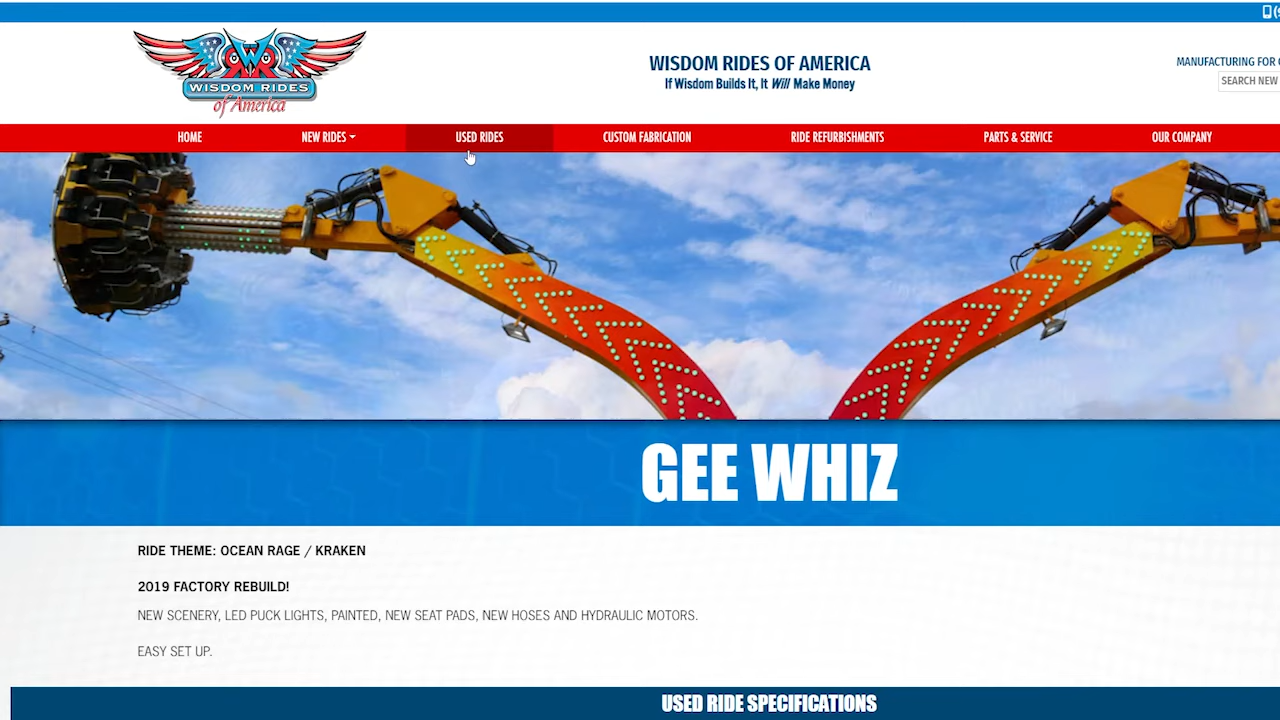 WISDOM RIDES
of America
WISDOM RIDES OF AMERICA
If Wisdom Builds It, It Will Make Money
MANUFACTURING FOR
SEARCH NEW
HOME
NEW RIDES
USED RIDES
CUSTOM FABRICATION
RIDE REFURBISHMENTS
PARTS & SERVICE
OUR COMPANY
GEE WHIZ
RIDE THEME: OCEAN RAGE / KRAKEN
2019 FACTORY REBUILD!
NEW SCENERY, LED PUCK LIGHTS, PAINTED, NEW SEAT PADS, NEW HOSES AND HYDRAULIC MOTORS.
EASY SET UP.
USED RIDE SPECIFICATIONS